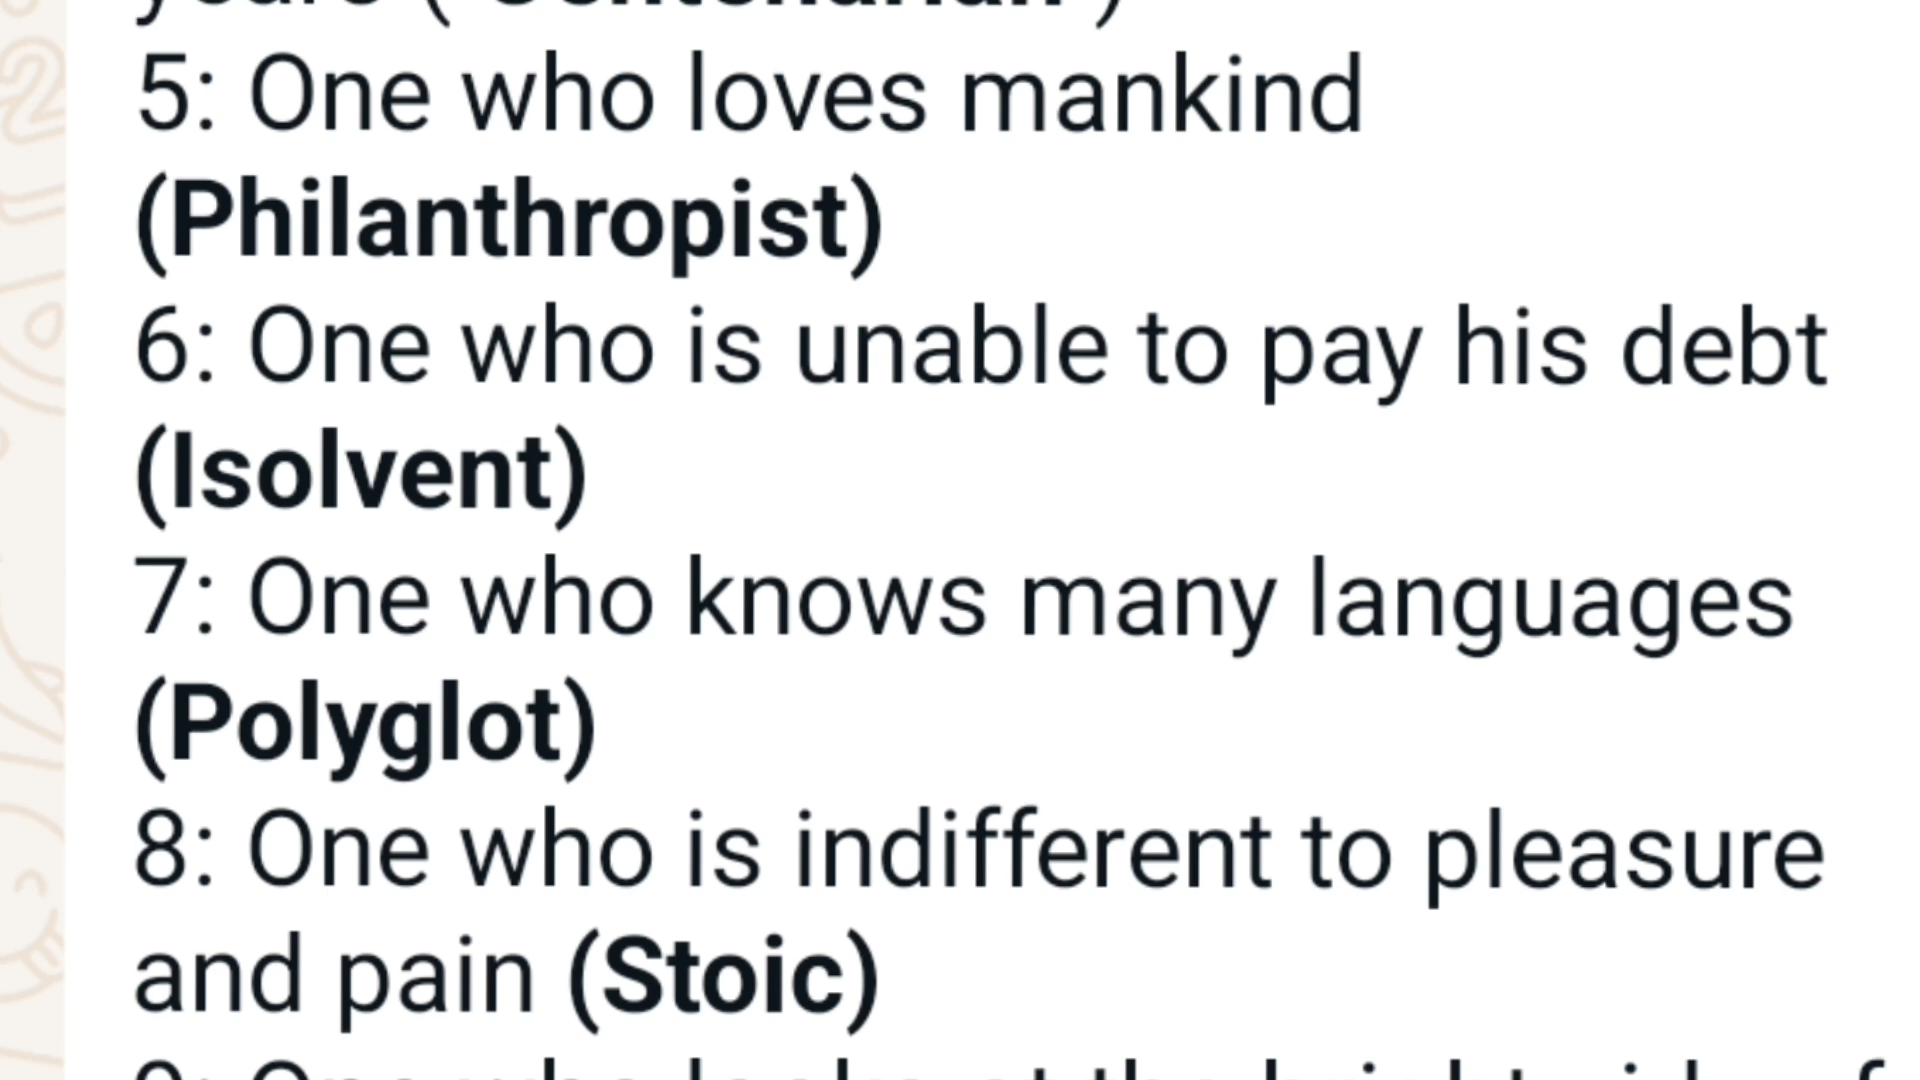 5: One who loves mankind
(Philanthropist)
6: One who is unable to pay his debt
(Isolvent)
7: One who knows many languages
(Polyglot)
8: One who is indifferent to pleasure
and pain (Stoic)